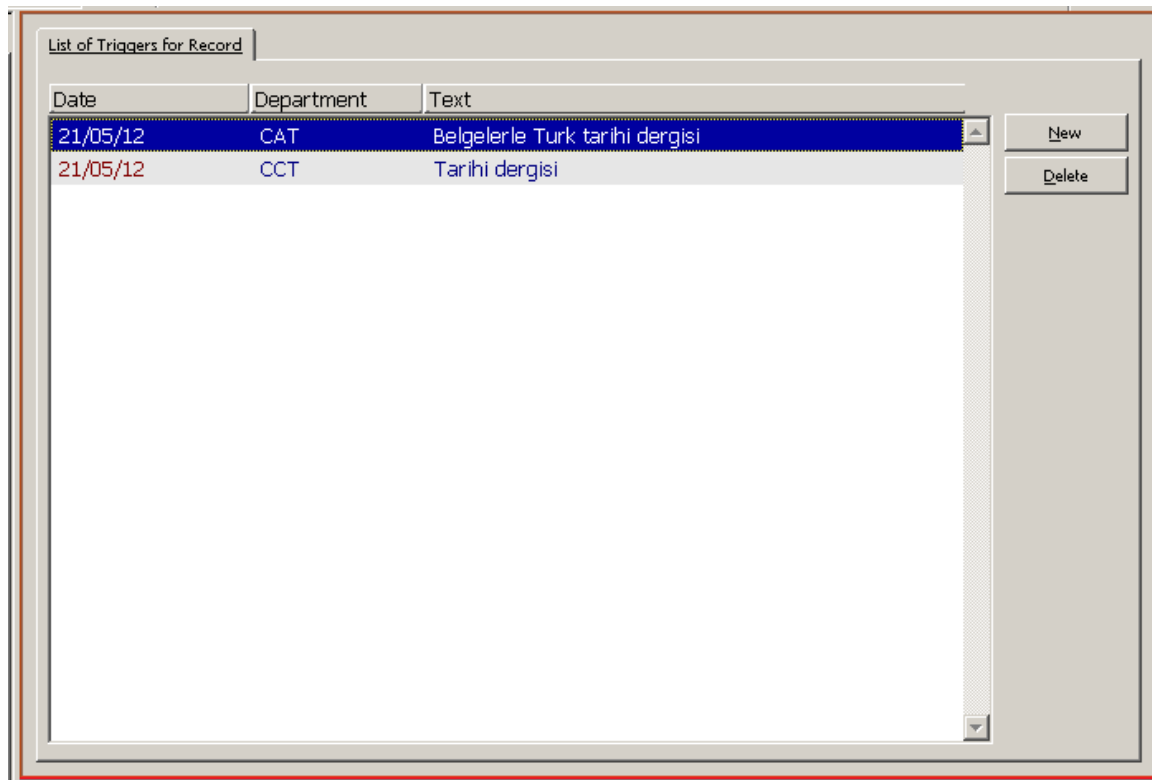 List of Triggers for Record
Date Department Text
21/05/12 CAT Belgelerle Turk tarihi dergisi
21/05/12 CCT Tarihi dergisi
New
Delete